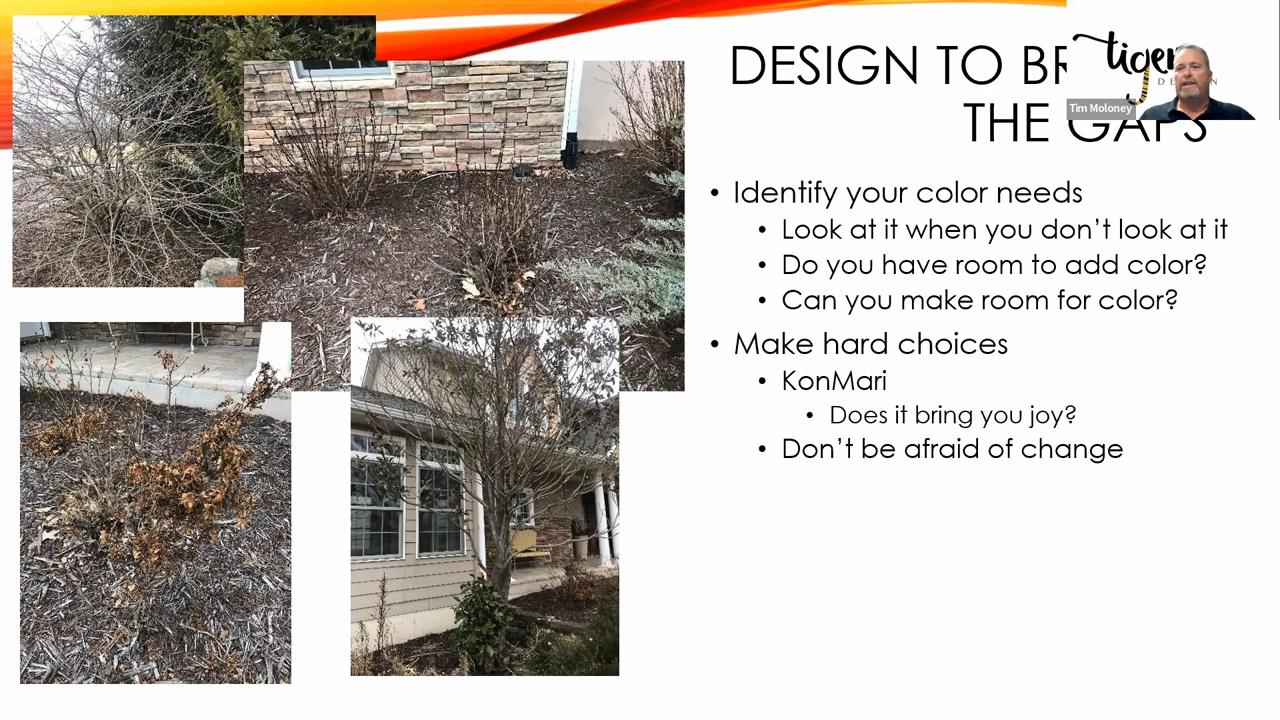 DESIGN TO BR
THE GAPS
tiger
Tim Moloney
• Identify your color needs
• Look at it when you don’t look at it
• Do you have room to add color?
• Can you make room for color?
• Make hard choices
• KonMari
• Does it bring you joy?
• Don’t be afraid of change